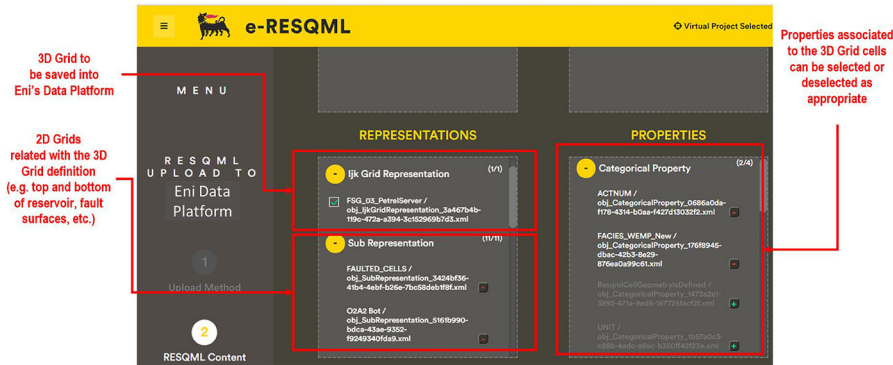 e-RESQML
Virtual Project Selected
3D Grid to
be saved into
Eni's Data Platform
2D Grids
related with the 3D
Grid definition
(e.g. top and bottom
of reservoir, fault
surfaces, etc.)
MENU
RESQML
UPLOAD TO
Eni Data
Platform
1
Upload Method
2
RESQML Content
REPRESENTATIONS
- Ijk Grid Representation (1/1)
FSG_03_PetrelServer /
obj_IjkGridRepresentation_3a467b4b-
119c-472a-a394-3c152969b7d3.xml
- Sub Representation (11/11)
FAULTED_CELLS /
obj_SubRepresentation_3424bf36-
41b4-4ebf-b26e-7bc58deb1f8f.xml -
O2A2 Bot /
obj_SubRepresentation_5161b990-
bdca-43ae-9352-
f9249340fda9.xml -
PROPERTIES
- Categorical Property (2/4)
ACTNUM /
obj_CategoricalProperty_0686a0da-
f178-4314-b0aa-f427d13032f2.xml -
FACIES_WEMP_New /
obj_CategoricalProperty_176f8945-
dbac-42b3-8e29-
876ea0a99c61.xml -
ResqmlCellGeometryIsDefined /
+
UNIT /
+
Properties associated
to the 3D Grid cells
can be selected or
deselected as
appropriate